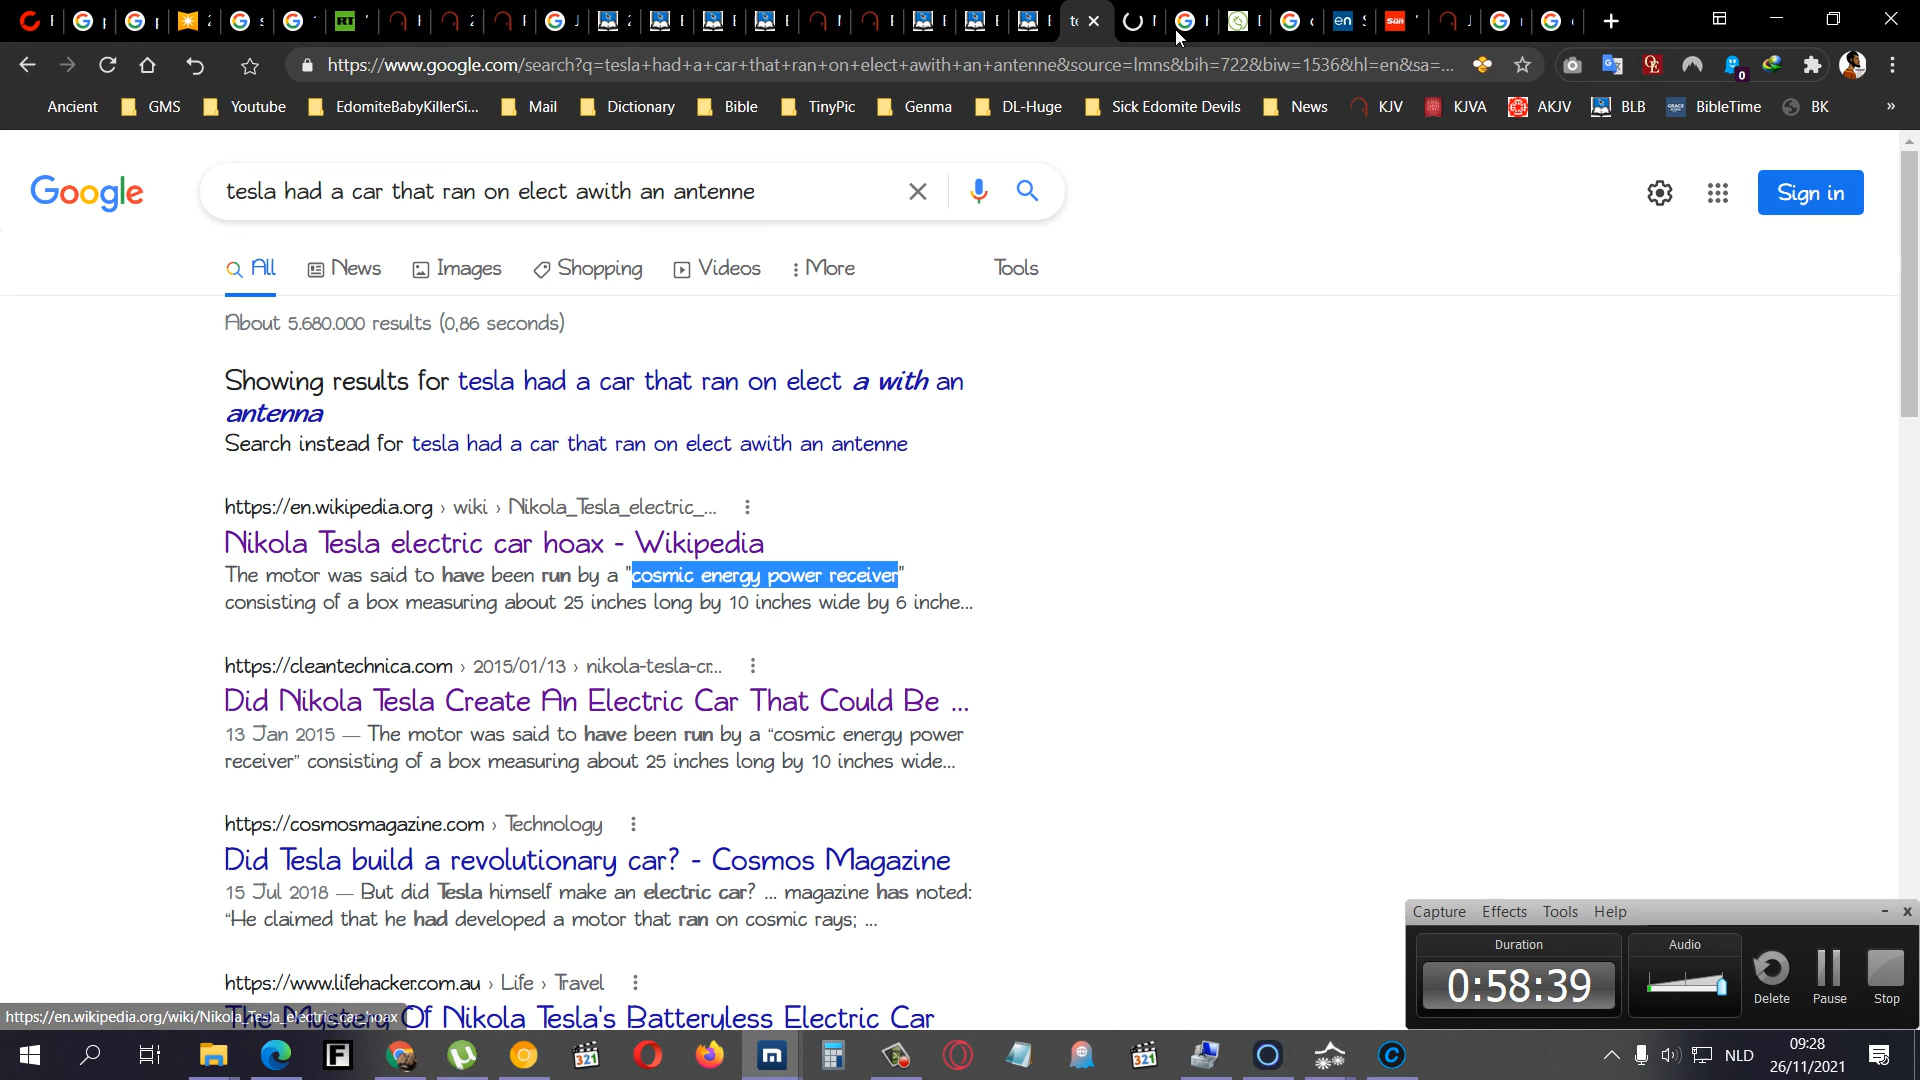 https://www.google.com/search?q=tesla+had+a+car+that+ran+on+elect+awith+an+antenne&source=lmns&bih=722&biw=1536&hl=en&sa=...
Ancient GMS Youtube EdomiteBabyKillerSi... Mail Dictionary Bible TinyPic Genma DL-Huge Sick Edomite Devils News KJV KJVA AKJV BLB BibleTime BK »
Google
tesla had a car that ran on elect awith an antenne
Sign in
All News Images Shopping Videos More Tools
About 5.680.000 results (0,86 seconds)
Showing results for tesla had a car that ran on elect a with an
antenna
Search instead for tesla had a car that ran on elect awith an antenne
https://en.wikipedia.org › wiki › Nikola_Tesla_electric_...
Nikola Tesla electric car hoax - Wikipedia
The motor was said to have been run by a "cosmic energy power receiver"
consisting of a box measuring about 25 inches long by 10 inches wide by 6 inche...
https://cleantechnica.com › 2015/01/13 › nikola-tesla-cr...
Did Nikola Tesla Create An Electric Car That Could Be ...
13 Jan 2015 — The motor was said to have been run by a “cosmic energy power
receiver” consisting of a box measuring about 25 inches long by 10 inches wide...
https://cosmosmagazine.com › Technology
Did Tesla build a revolutionary car? - Cosmos Magazine
15 Jul 2018 — But did Tesla himself make an electric car? ... magazine has noted:
“He claimed that he had developed a motor that ran on cosmic rays; ...
https://www.lifehacker.com.au › Life › Travel
The Mystery Of Nikola Tesla's Batteryless Electric Car
https://en.wikipedia.org/wiki/Nikola_Tesla_electric_car_hoax
Capture Effects Tools Help
Duration
0:58:39
Audio
Delete
Pause
Stop
NLD
09:28
26/11/2021